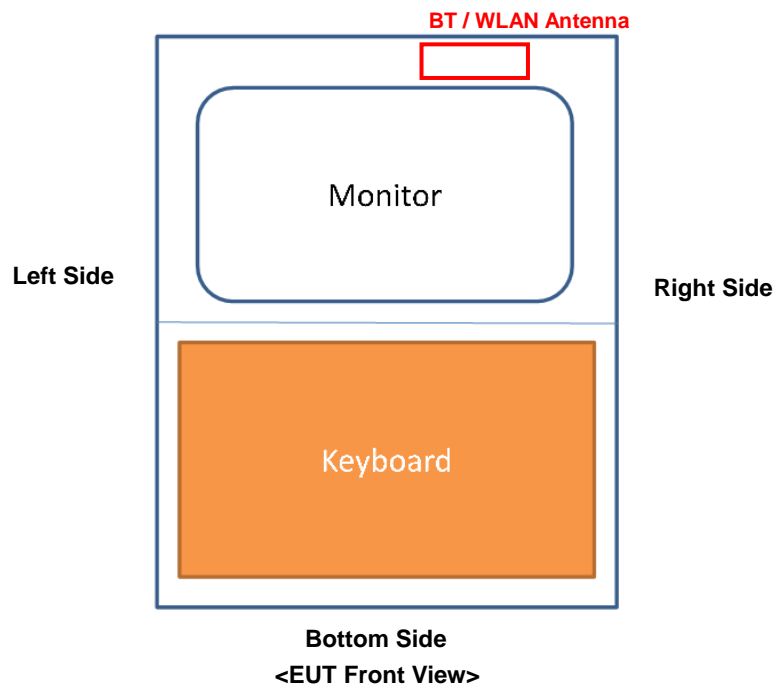 BT / WLAN Antenna
Monitor
Left Side
Right Side
Keyboard
Bottom Side
<EUT Front View>